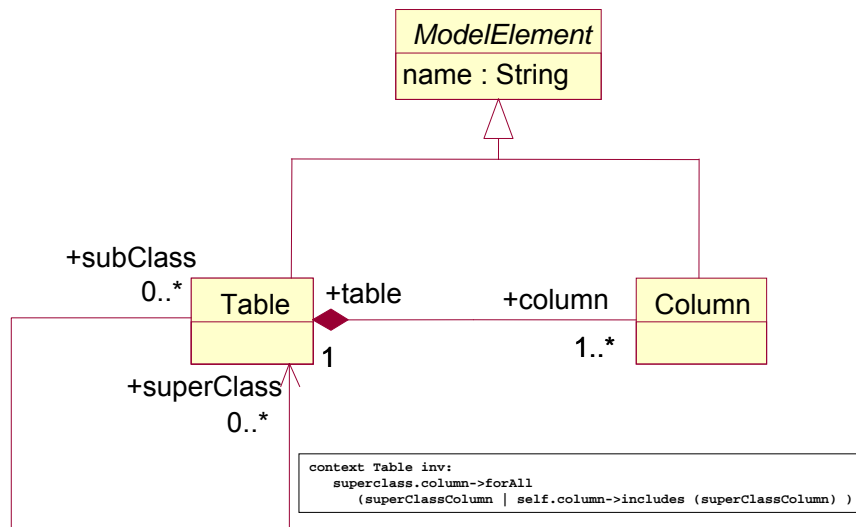 ModelElement
name : String
+subClass
0..*
Table
+table
+column
Column
1
1..*
+superClass
0..*
context Table inv:
superclass.column->forAll
(superClassColumn | self.column->includes (superClassColumn) )